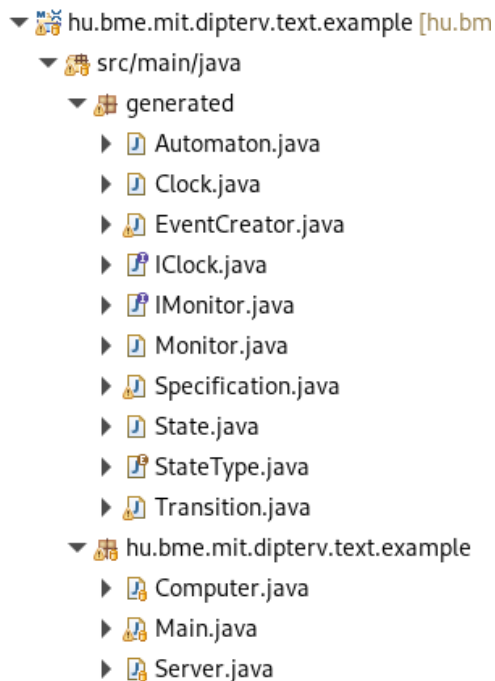 hu.bme.mit.dipterv.text.example [hu.bm
src/main/java
generated
Automaton.java
Clock.java
EventCreator.java
IClock.java
IMonitor.java
Monitor.java
Specification.java
State.java
StateType.java
Transition.java
hu.bme.mit.dipterv.text.example
Computer.java
Main.java
Server.java